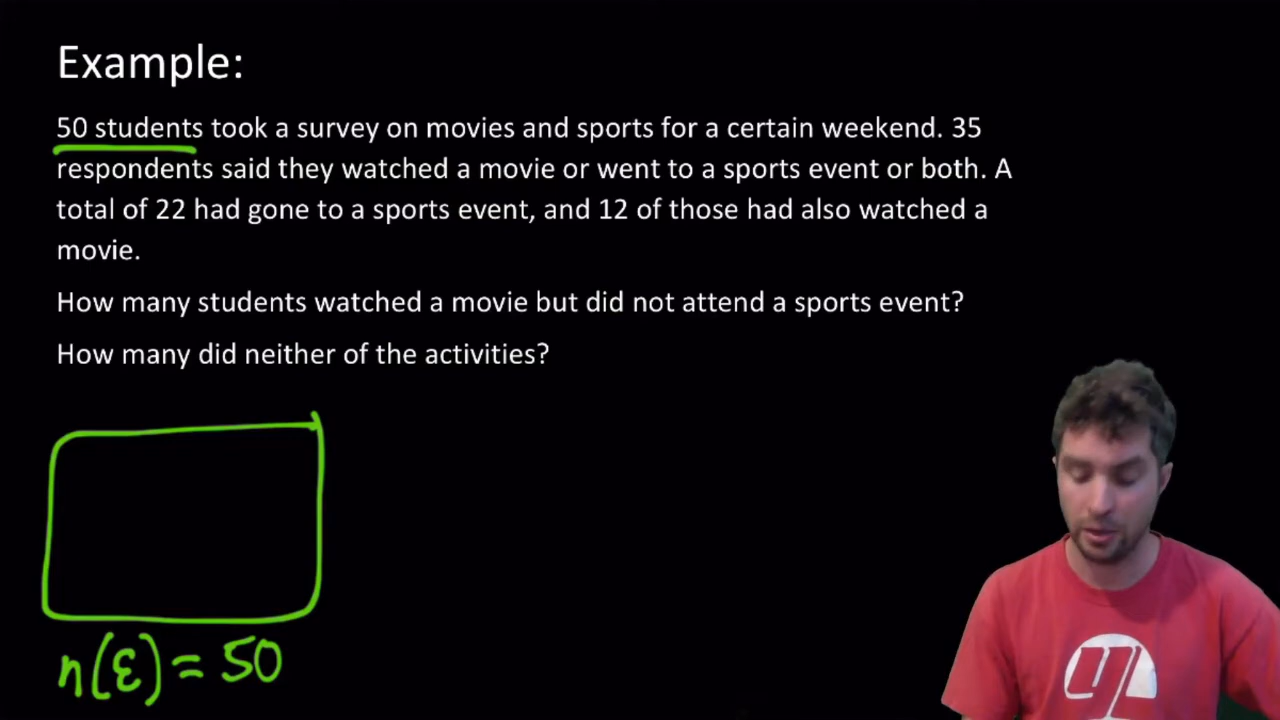 Example:
50 students took a survey on movies and sports for a certain weekend. 35
respondents said they watched a movie or went to a sports event or both. A
total of 22 had gone to a sports event, and 12 of those had also watched a
movie.
How many students watched a movie but did not attend a sports event?
How many did neither of the activities?
n(ε) = 50